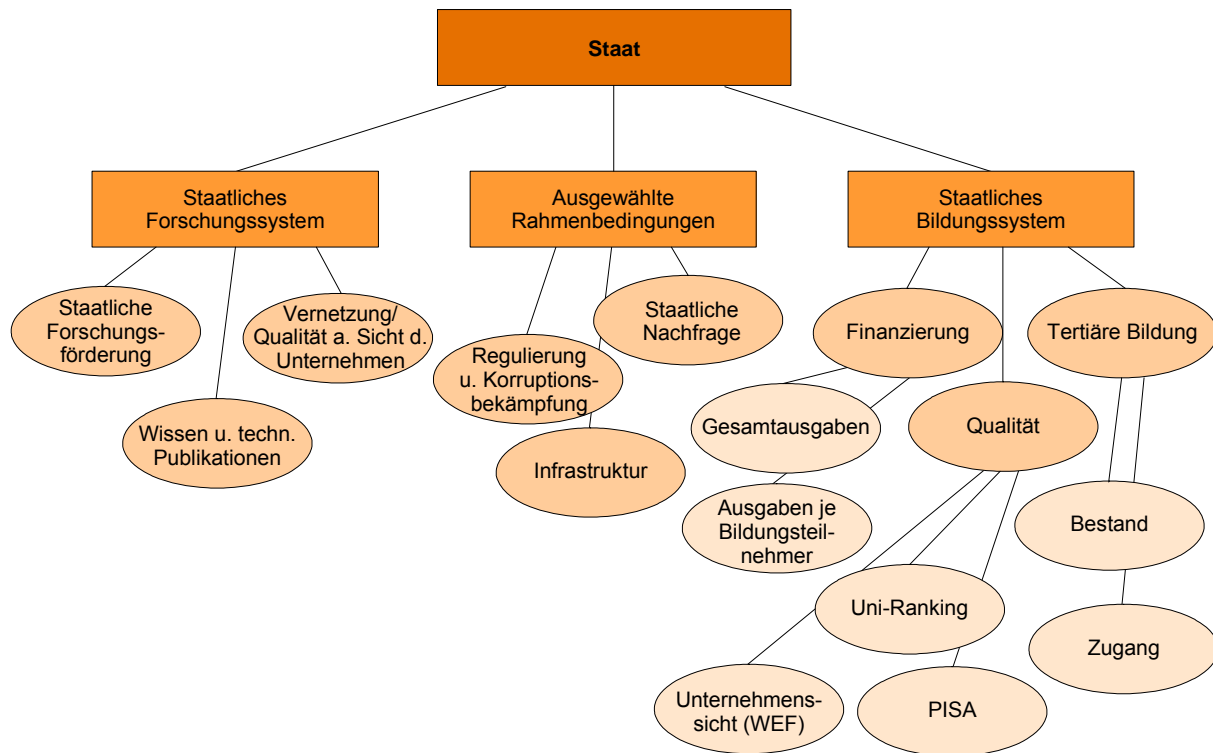 Staat
Staatliches
Forschungssystem
Ausgewählte
Rahmenbedingungen
Staatliches
Bildungssystem
Staatliche
Forschungs-
förderung
Vernetzung/
Qualität a. Sicht d.
Unternehmen
Wissen u. techn.
Publikationen
Staatliche
Nachfrage
Regulierung
u. Korruptions-
bekämpfung
Infrastruktur
Finanzierung
Tertiäre Bildung
Gesamtausgaben
Qualität
Ausgaben je
Bildungsteil-
nehmer
Bestand
Uni-Ranking
Zugang
Unternehmens-
sicht (WEF)
PISA